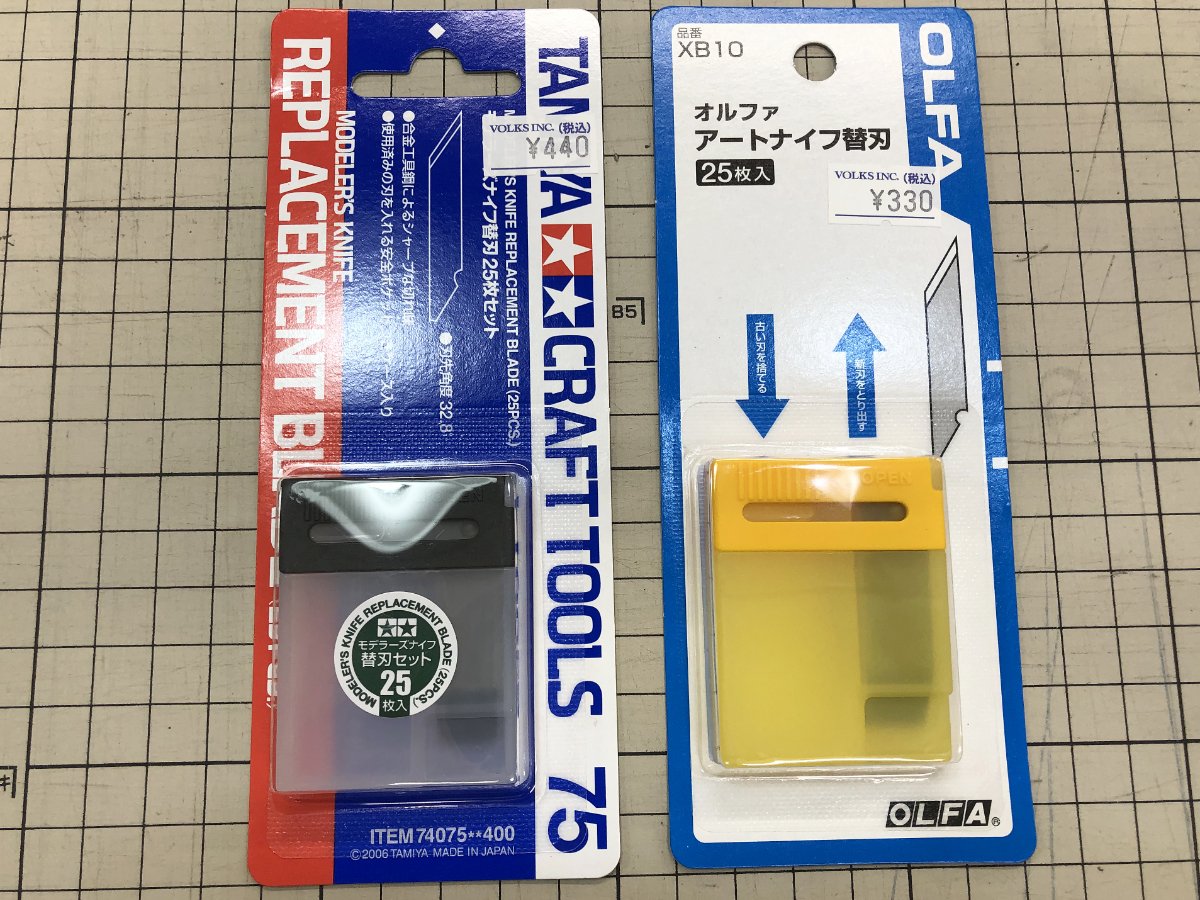 TAMIYA CRAFT TOOLS 75
REPLACEMENT
MODELER'S KNIFE
VOLKS INC. (税込)
¥440
S KNIFE REPLACEMENT BLADE (25PCS.)
ナイフ替刃 25枚セット
●合金工具鋼によるシャープな切れ味
●使用済みの刃を入れる安全ポケット
ース入り
●刃先角度 32.8°
MODELER'S KNIFE REPLACEMENT BLADE (25PCS.)
モデラーズナイフ
替刃セット
25
枚入
ITEM 74075**400
©2006 TAMIYA MADE IN JAPAN
85
品番
XB10
OLFA
オルファ
アートナイフ替刃
25枚入
VOLKS INC. (税込)
¥330
古い刃を捨てる
新刃をとり出す
OPEN
OLFA®